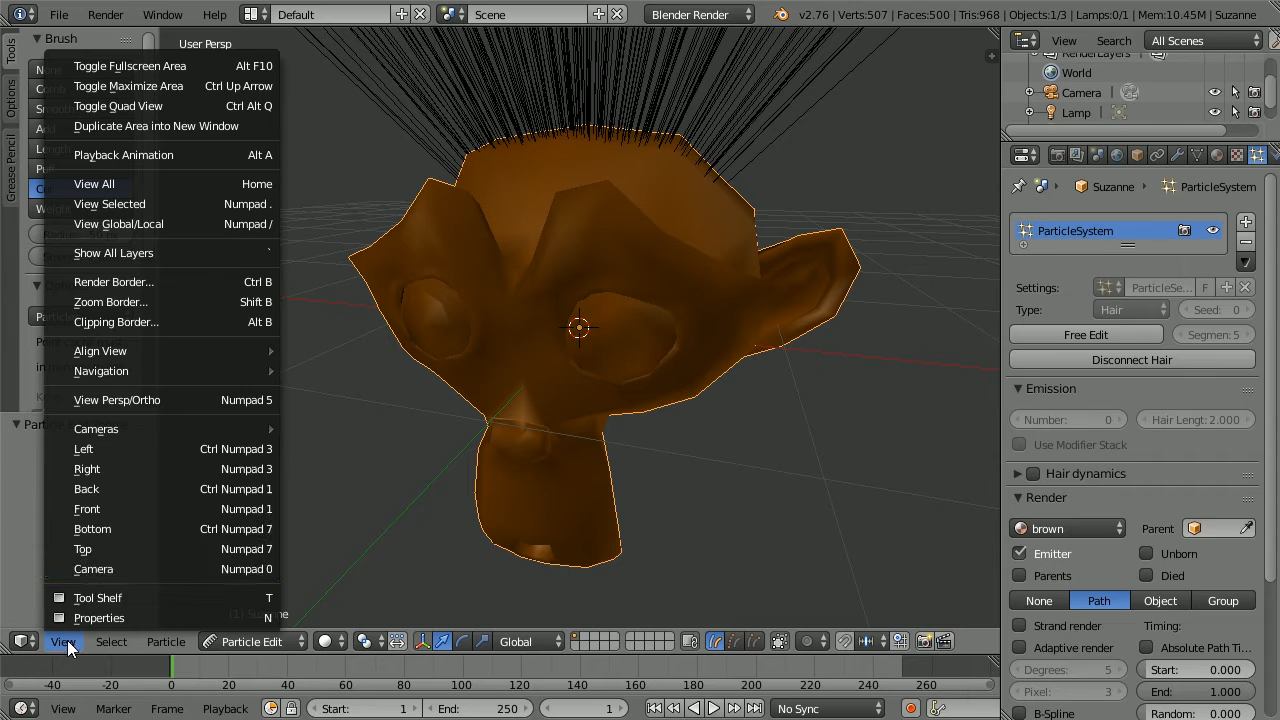 File Render Window Help Default Scene Blender Render v2.76 | Verts:507 | Faces:500 | Tris:968 | Objects:1/3 | Lamps:0/1 | Mem:10.45M | Suzanne
Brush
User Persp
View Search All Scenes
Tools
Options
Grease Pencil
Toggle Fullscreen Area Alt F10
Toggle Maximize Area Ctrl Up Arrow
Toggle Quad View Ctrl Alt Q
Duplicate Area into New Window
Playback Animation Alt A
View All Home
View Selected Numpad .
View Global/Local Numpad /
Show All Layers `
Render Border... Ctrl B
Zoom Border... Shift B
Clipping Border... Alt B
Align View
Navigation
View Persp/Ortho Numpad 5
Cameras
Left Ctrl Numpad 3
Right Numpad 3
Back Ctrl Numpad 1
Front Numpad 1
Bottom Ctrl Numpad 7
Top Numpad 7
Camera Numpad 0
Tool Shelf T
Properties N
RenderLayers
World
Camera
Lamp
Suzanne ParticleSystem
ParticleSystem
Settings: ParticleSe... F
Type: Hair Seed: 0
Free Edit Segmen: 5
Disconnect Hair
Emission
Number: 0 Hair Lengt: 2.000
Use Modifier Stack
Hair dynamics
Render
brown Parent
Emitter Unborn
Parents Died
None Path Object Group
Strand render Timing:
Adaptive render Absolute Path Ti...
Degrees: 5 Start: 0.000
Pixel: 3 End: 1.000
B-Spline Random: 0.000
View Select Particle Particle Edit Global
-40 -20 0 20 40 60 80 100 120 140 160 180 200 220 240 260
View Marker Frame Playback Start: 1 End: 250 1 No Sync